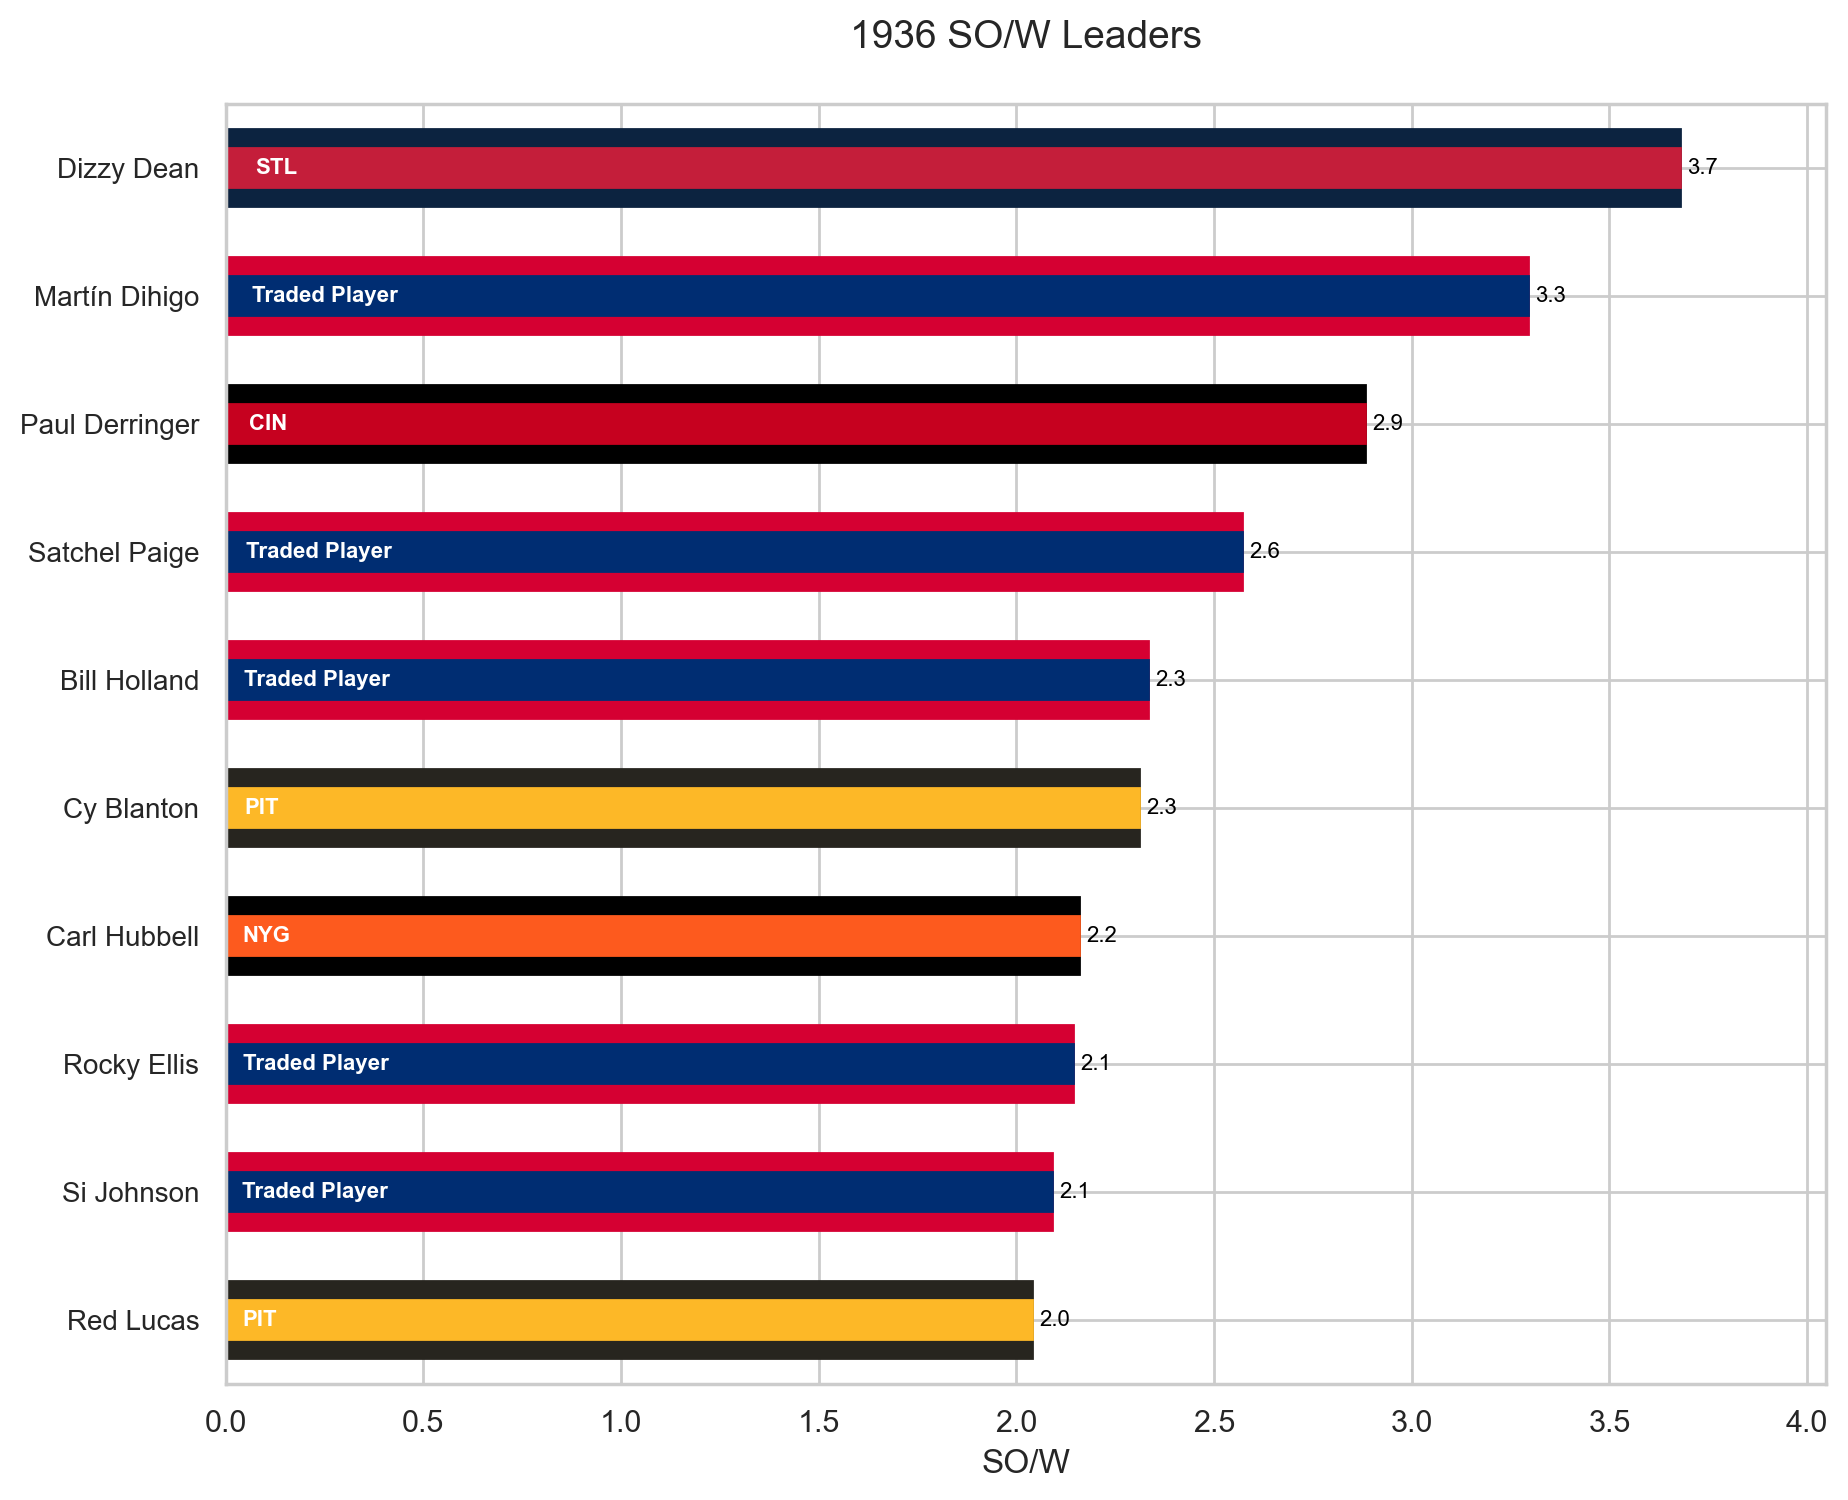 1936 SO/W Leaders
Dizzy Dean
STL
3.7
Martín Dihigo
Traded Player
3.3
Paul Derringer
CIN
2.9
Satchel Paige
Traded Player
2.6
Bill Holland
Traded Player
2.3
Cy Blanton
PIT
2.3
Carl Hubbell
NYG
2.2
Rocky Ellis
Traded Player
2.1
Si Johnson
Traded Player
2.1
Red Lucas
PIT
2.0
0.0 0.5 1.0 1.5 2.0 2.5 3.0 3.5 4.0
SO/W